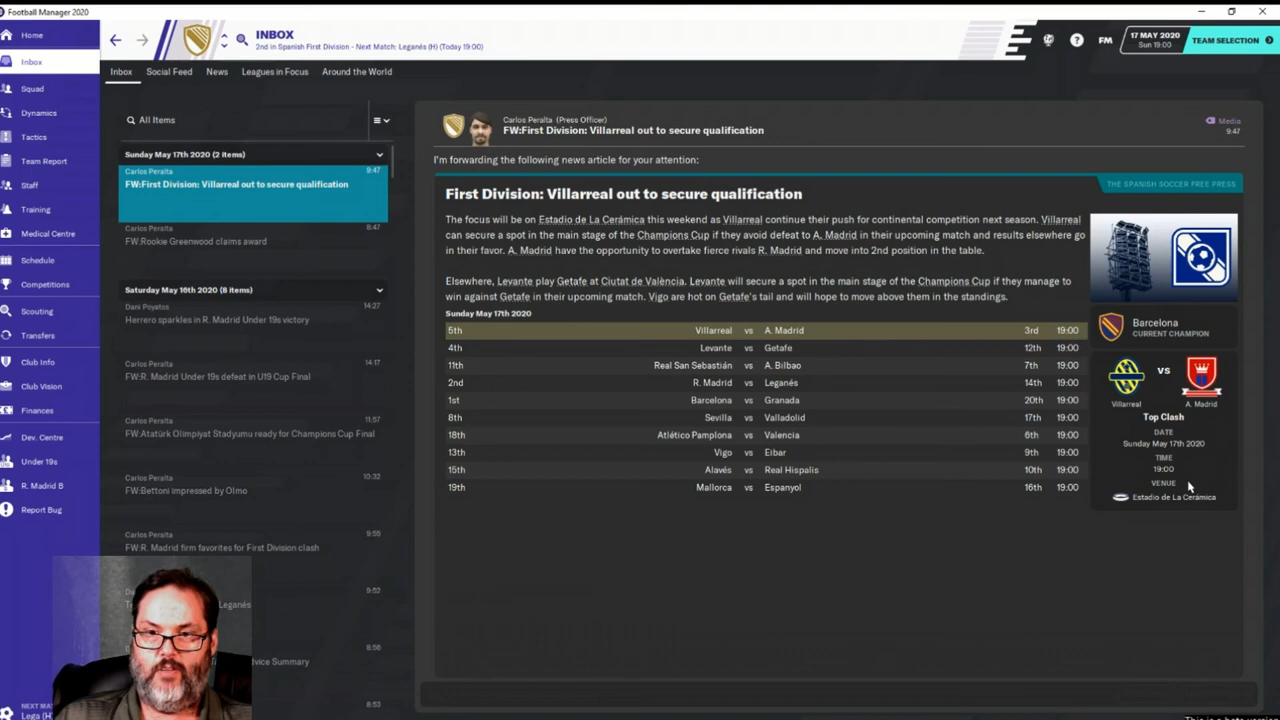 Football Manager 2020
Home
Inbox
Squad
Dynamics
Tactics
Team Report
Staff
Training
Medical Centre
Schedule
Competitions
Scouting
Transfers
Club Info
Club Vision
Finances
Dev. Centre
Under 19s
R. Madrid B
Report Bug
Lega (H)
INBOX
2nd in Spanish First Division - Next Match: Leganés (H) (Today 19:00)
FM
17 MAY 2020
Sun 19:00
TEAM SELECTION
Inbox Social Feed News Leagues in Focus Around the World
All Items
Sunday May 17th 2020 (2 items)
Carlos Peralta 9:47
FW:First Division: Villarreal out to secure qualification
Carlos Peralta 8:47
FW:Rookie Greenwood claims award
Saturday May 16th 2020 (8 items)
Dani Poyatos 14:27
Herrero sparkles in R. Madrid Under 19s victory
Carlos Peralta 14:17
FW:R. Madrid Under 19s defeat in U19 Cup Final
Carlos Peralta 11:57
FW:Atatürk Olimpiyat Stadyumu ready for Champions Cup Final
Carlos Peralta 10:32
FW:Bettoni impressed by Olmo
Carlos Peralta 9:55
FW:R. Madrid firm favorites for First Division clash
9:52
Leganés
8:56
Summary
8:53
Carlos Peralta (Press Officer)
FW:First Division: Villarreal out to secure qualification
Media
9:47
I'm forwarding the following news article for your attention:
First Division: Villarreal out to secure qualification
THE SPANISH SOCCER FREE PRESS
The focus will be on Estadio de La Cerámica this weekend as Villarreal continue their push for continental competition next season. Villarreal
can secure a spot in the main stage of the Champions Cup if they avoid defeat to A. Madrid in their upcoming match and results elsewhere go
in their favor. A. Madrid have the opportunity to overtake fierce rivals R. Madrid and move into 2nd position in the table.
Elsewhere, Levante play Getafe at Ciutat de València. Levante will secure a spot in the main stage of the Champions Cup if they manage to
win against Getafe in their upcoming match. Vigo are hot on Getafe's tail and will hope to move above them in the standings.
Sunday May 17th 2020
5th Villarreal vs A. Madrid 3rd 19:00
4th Levante vs Getafe 12th 19:00
11th Real San Sebastián vs A. Bilbao 7th 19:00
2nd R. Madrid vs Leganés 14th 19:00
1st Barcelona vs Granada 20th 19:00
8th Sevilla vs Valladolid 17th 19:00
18th Atlético Pamplona vs Valencia 6th 19:00
13th Vigo vs Eibar 9th 19:00
15th Alavés vs Real Hispalis 10th 19:00
19th Mallorca vs Espanyol 16th 19:00
Barcelona
CURRENT CHAMPION
vs
Villarreal A. Madrid
Top Clash
DATE
Sunday May 17th 2020
TIME
19:00
VENUE
Estadio de La Cerámica